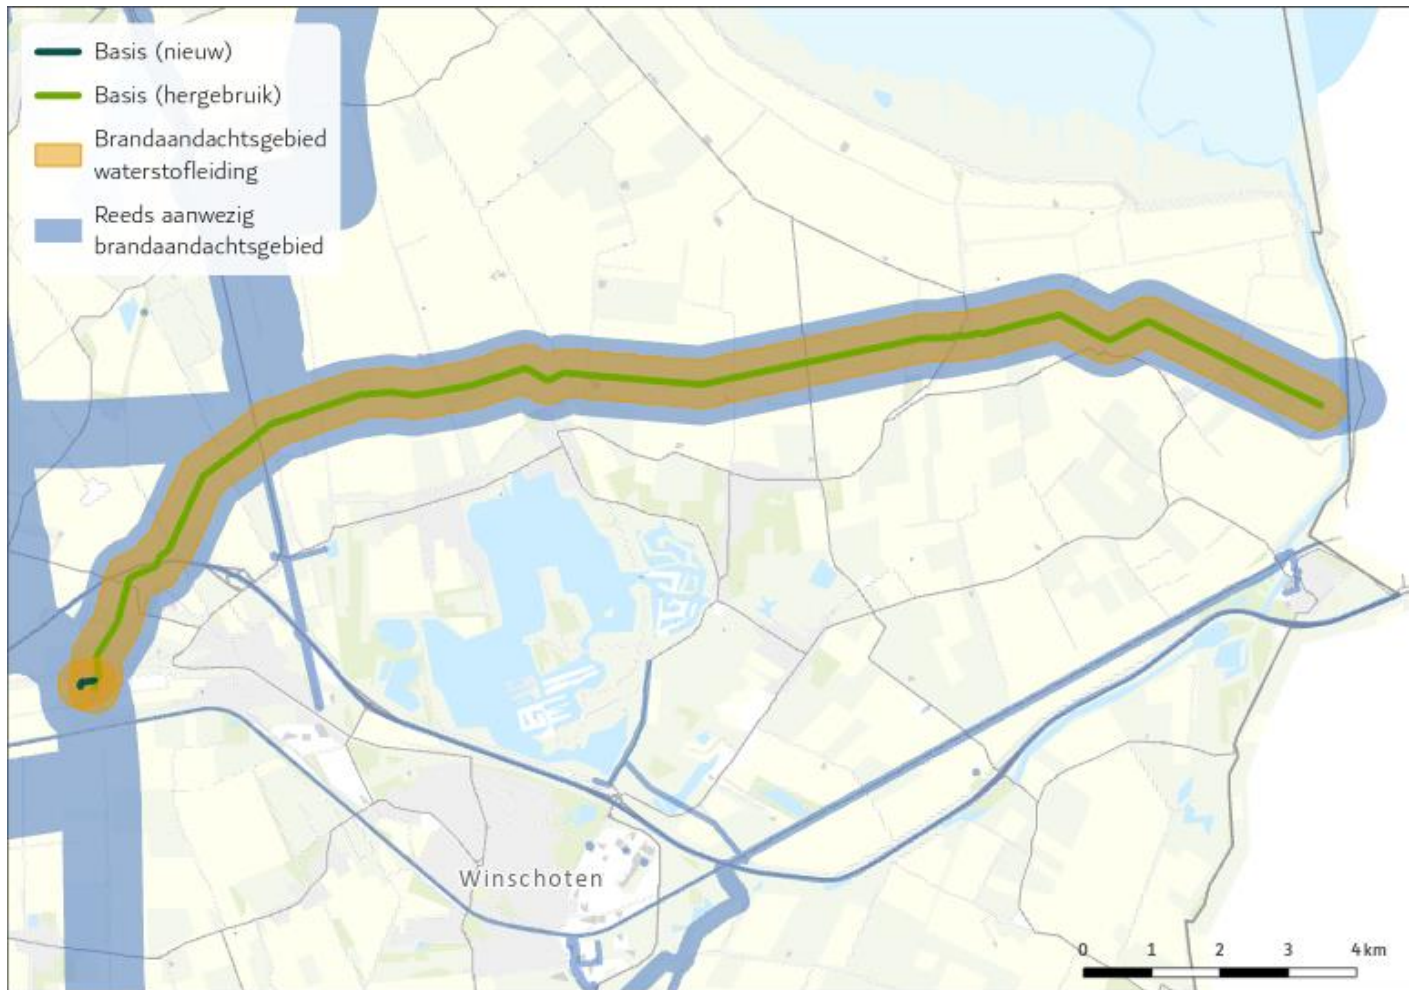 Basis (nieuw)
Basis (hergebruik)
Brandaandachtsgebied
waterstofleiding
Reeds aanwezig
brandaandachtsgebied
Winschoten
0 1 2 3 4 km